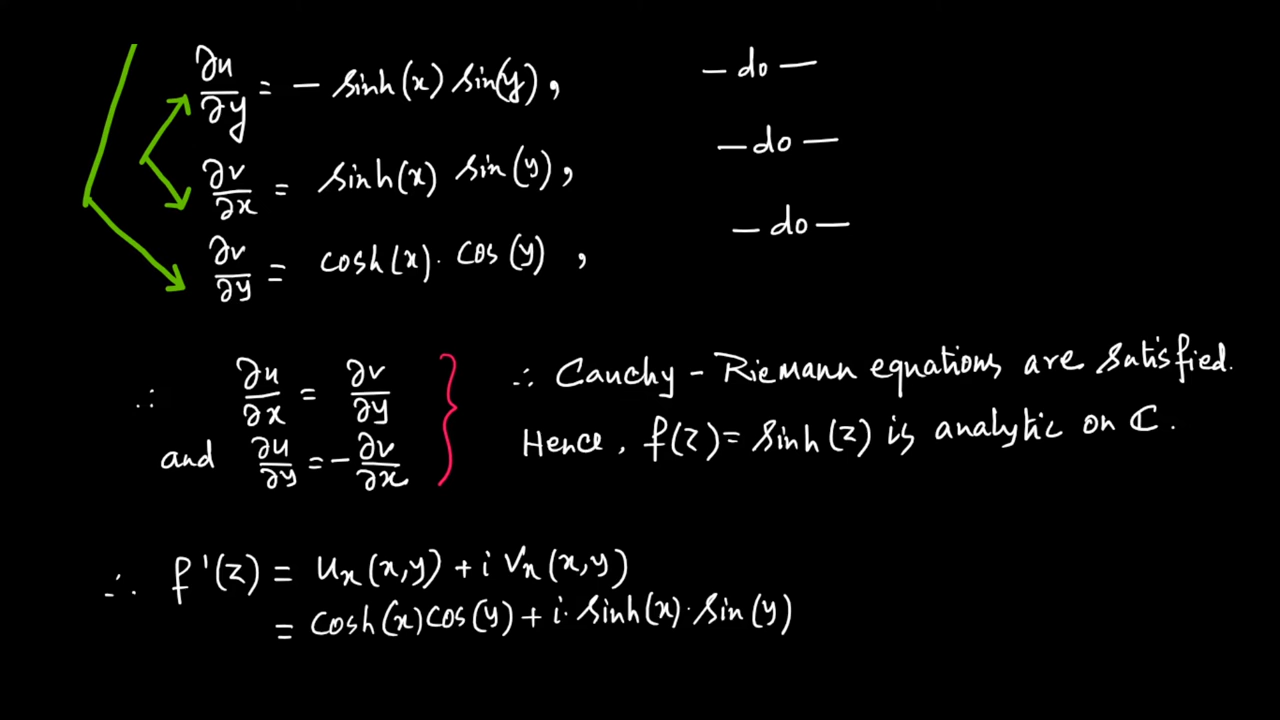 ∂u/∂y = − sinh(x) sin(y), — do —
∂v/∂x = sinh(x) sin(y), — do —
∂v/∂y = cosh(x). cos(y), — do —
∴ ∂u/∂x = ∂v/∂y
and ∂u/∂y = − ∂v/∂x
∴ Cauchy - Riemann equations are satisfied.
Hence, f(z) = sinh(z) is analytic on ℂ.
∴ f'(z) = uₓ(x,y) + i vₓ(x,y)
= cosh(x)cos(y) + i. sinh(x). sin(y)